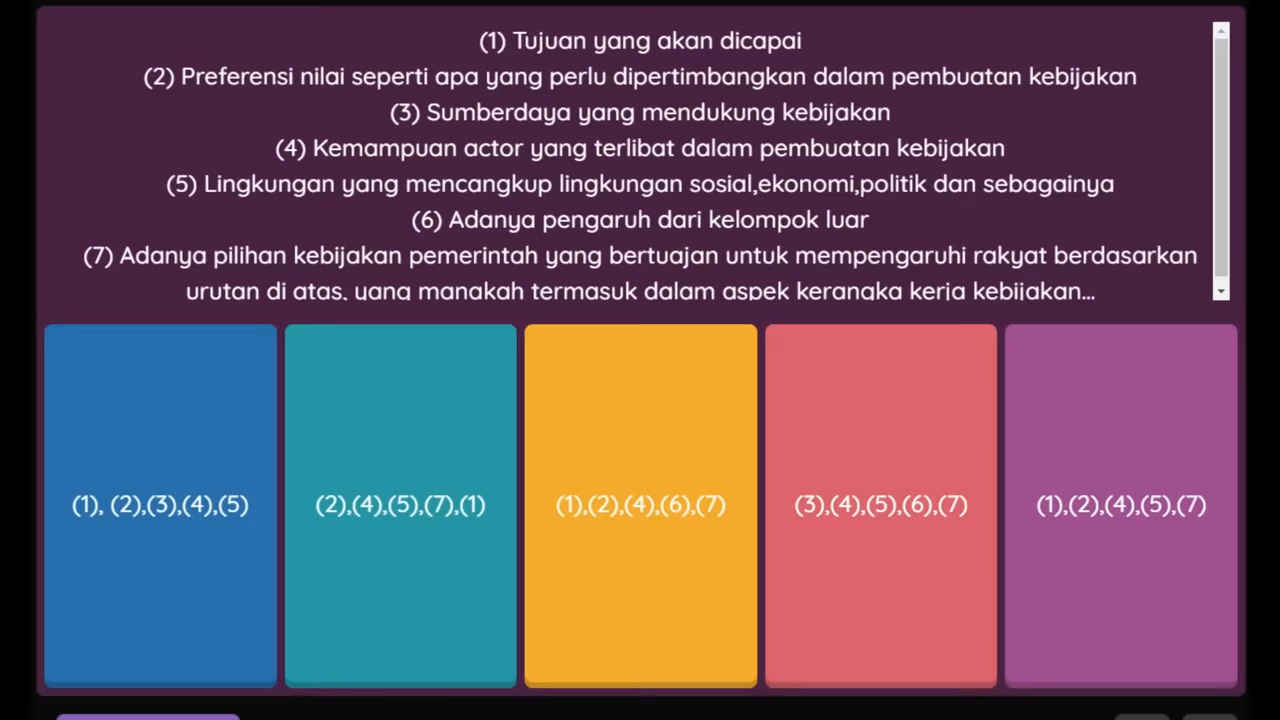 (1) Tujuan yang akan dicapai
(2) Preferensi nilai seperti apa yang perlu dipertimbangkan dalam pembuatan kebijakan
(3) Sumberdaya yang mendukung kebijakan
(4) Kemampuan actor yang terlibat dalam pembuatan kebijakan
(5) Lingkungan yang mencangkup lingkungan sosial,ekonomi,politik dan sebagainya
(6) Adanya pengaruh dari kelompok luar
(7) Adanya pilihan kebijakan pemerintah yang bertuajan untuk mempengaruhi rakyat berdasarkan
urutan di atas, yang manakah termasuk dalam aspek kerangka kerja kebijakan...
(1), (2),(3),(4),(5)
(2),(4),(5),(7),(1)
(1),(2),(4),(6),(7)
(3),(4),(5),(6),(7)
(1),(2),(4),(5),(7)